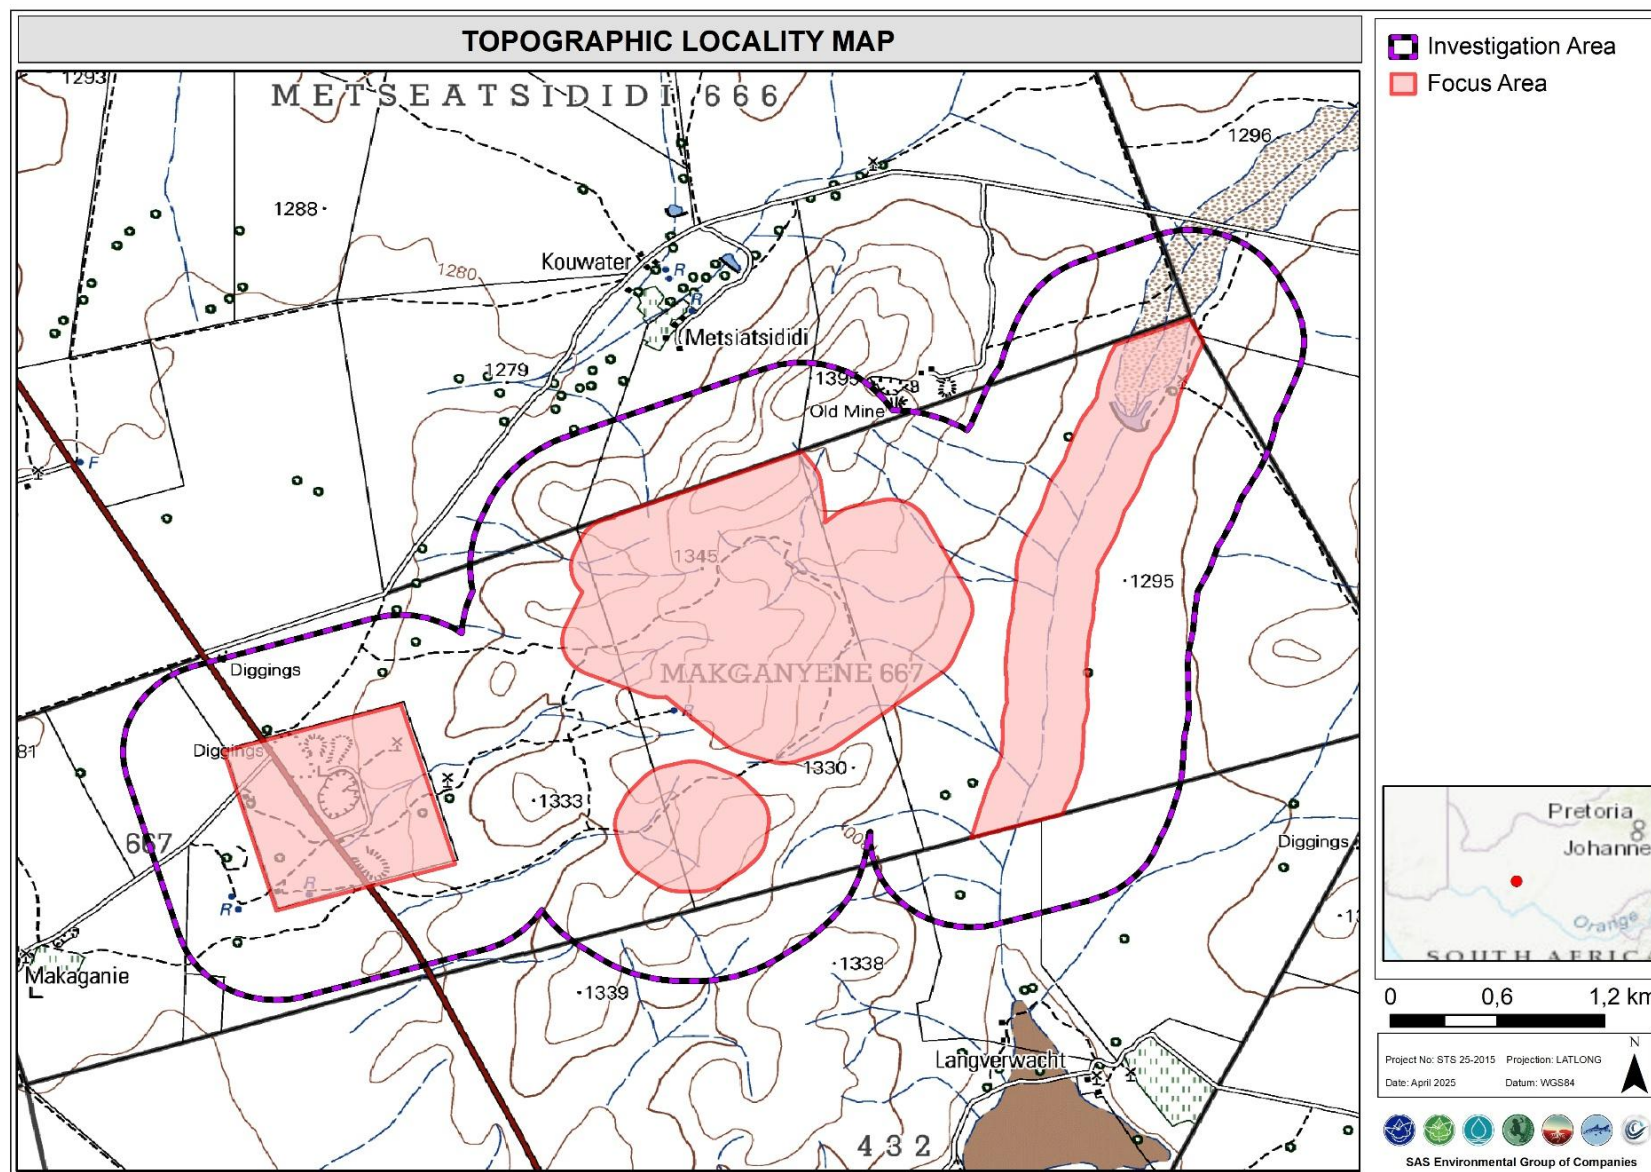 TOPOGRAPHIC LOCALITY MAP
Investigation Area
Focus Area
1293
METSEATSIDIDI 666
1296
1288
Kouwater
R
1280
R
Metsiatsididi
1279
1395
Old Mine
F
1345
1295
Diggings
MAKGANYENE 667
R
Diggings
81
1330
1333
667
Diggings
R
R
Makaganie
1338
1339
Langverwacht
432
Pretoria
Johanne
Orange
SOUTH AFRICA
0 0,6 1,2 km
Project No: STS 25-2015 Projection: LATLONG
Date: April 2025 Datum: WGS84
N
SAS Environmental Group of Companies